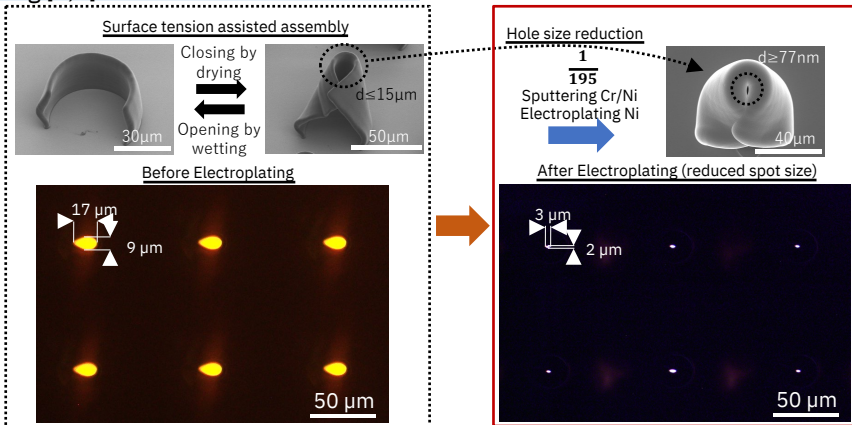 Surface tension assisted assembly
Closing by
drying
Opening by
wetting
30μm
d≤15μm
50μm
Before Electroplating
17 μm
9 μm
50 μm
Hole size reduction
1
195
Sputtering Cr/Ni
Electroplating Ni
d≥77nm
40μm
After Electroplating (reduced spot size)
3 μm
2 μm
50 μm